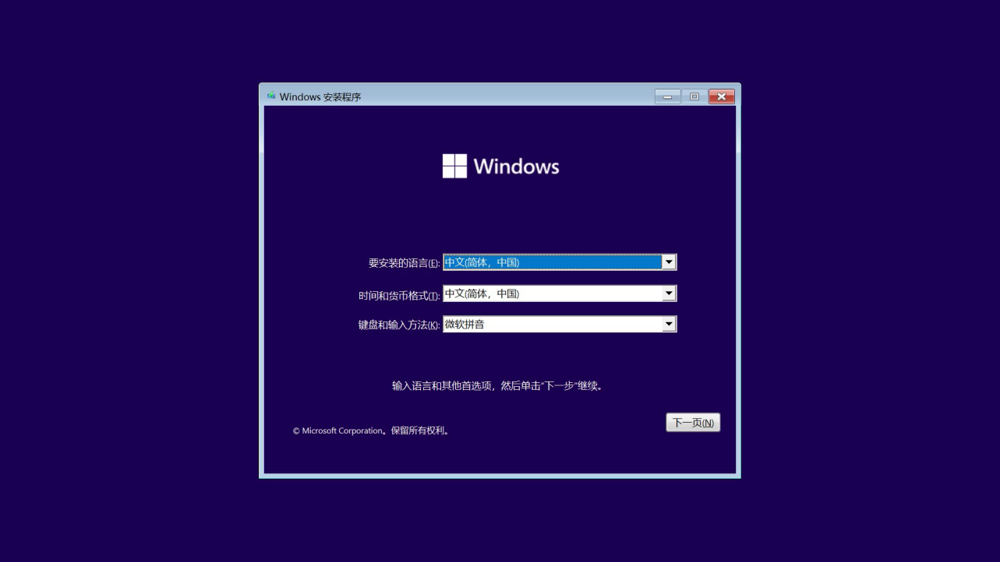 Windows 安装程序
Windows
要安装的语言(E): 中文(简体，中国)
时间和货币格式(T): 中文(简体，中国)
键盘和输入方法(K): 微软拼音
输入语言和其他首选项，然后单击"下一步"继续。
下一页(N)
© Microsoft Corporation。保留所有权利。